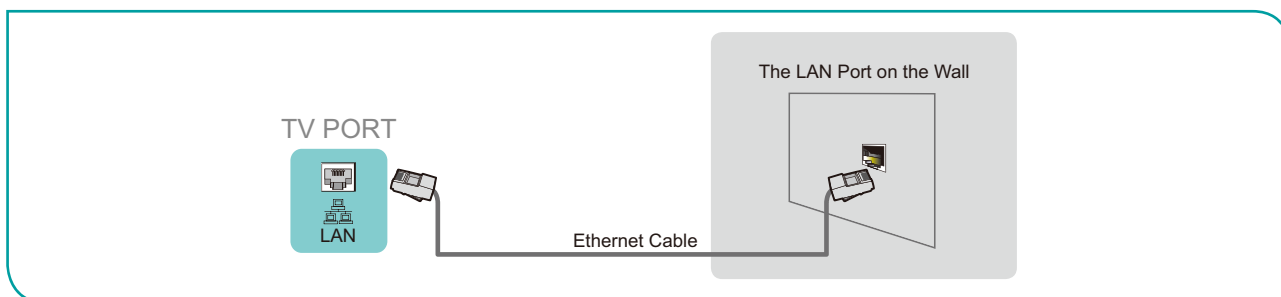 The LAN Port on the Wall
TV PORT
LAN
Ethernet Cable